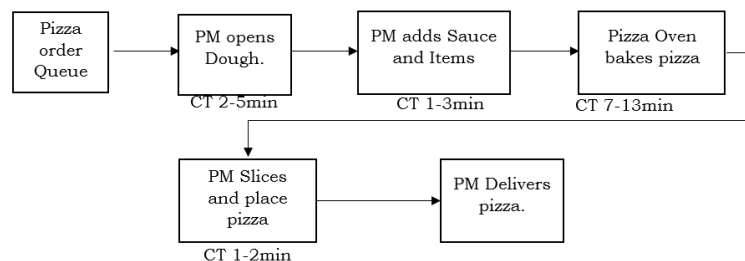 Pizza
order
Queue
PM opens
Dough.
CT 2-5min
PM adds Sauce
and Items
CT 1-3min
Pizza Oven
bakes pizza
CT 7-13min
PM Slices
and place
pizza
CT 1-2min
PM Delivers
pizza.